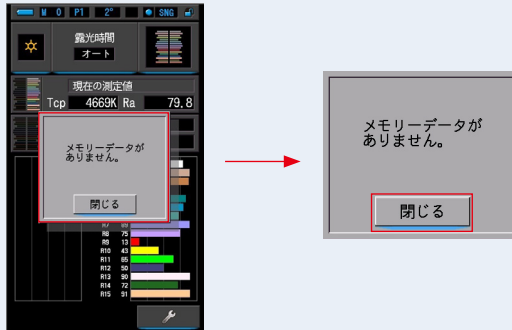 M 0 P1 2° SNG
露光時間
オート
現在の測定値
Tcp 4669K Ra 79.8
メモリーデータが
ありません。
閉じる
R8 75
R9 13
R10 43
R11 65
R12 50
R13 90
R14 72
R15 91
メモリーデータが
ありません。
閉じる